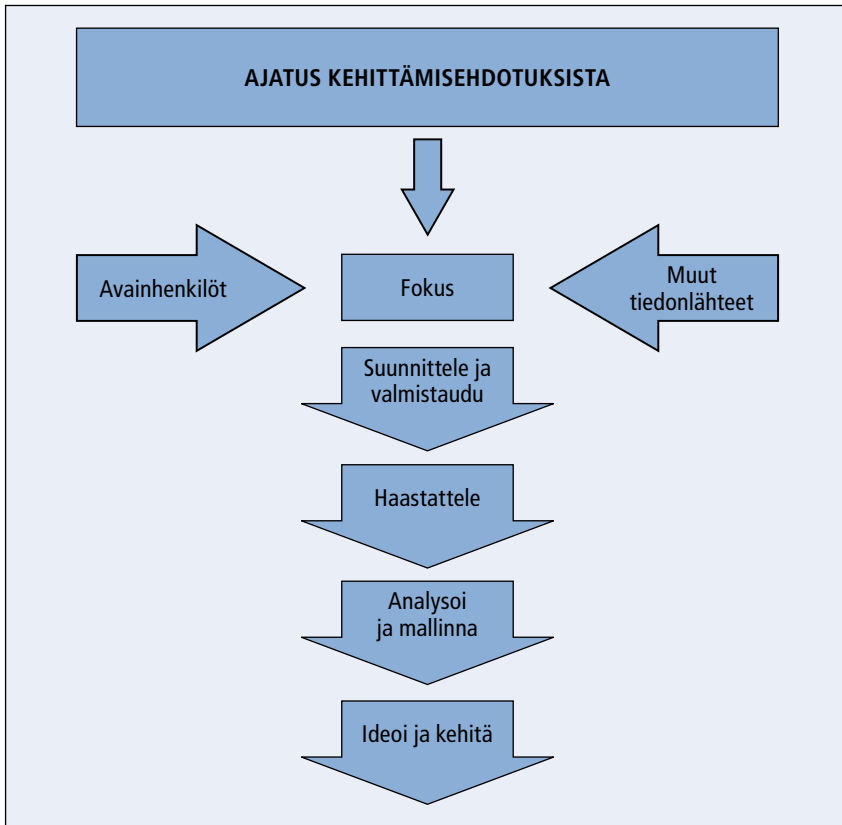 AJATUS KEHITTÄMISEHDOTUKSISTA
Avainhenkilöt
Fokus
Muut
tiedonlähteet
Suunnittele ja
valmistaudu
Haastattele
Analysoi
ja mallinna
Ideoi ja kehitä